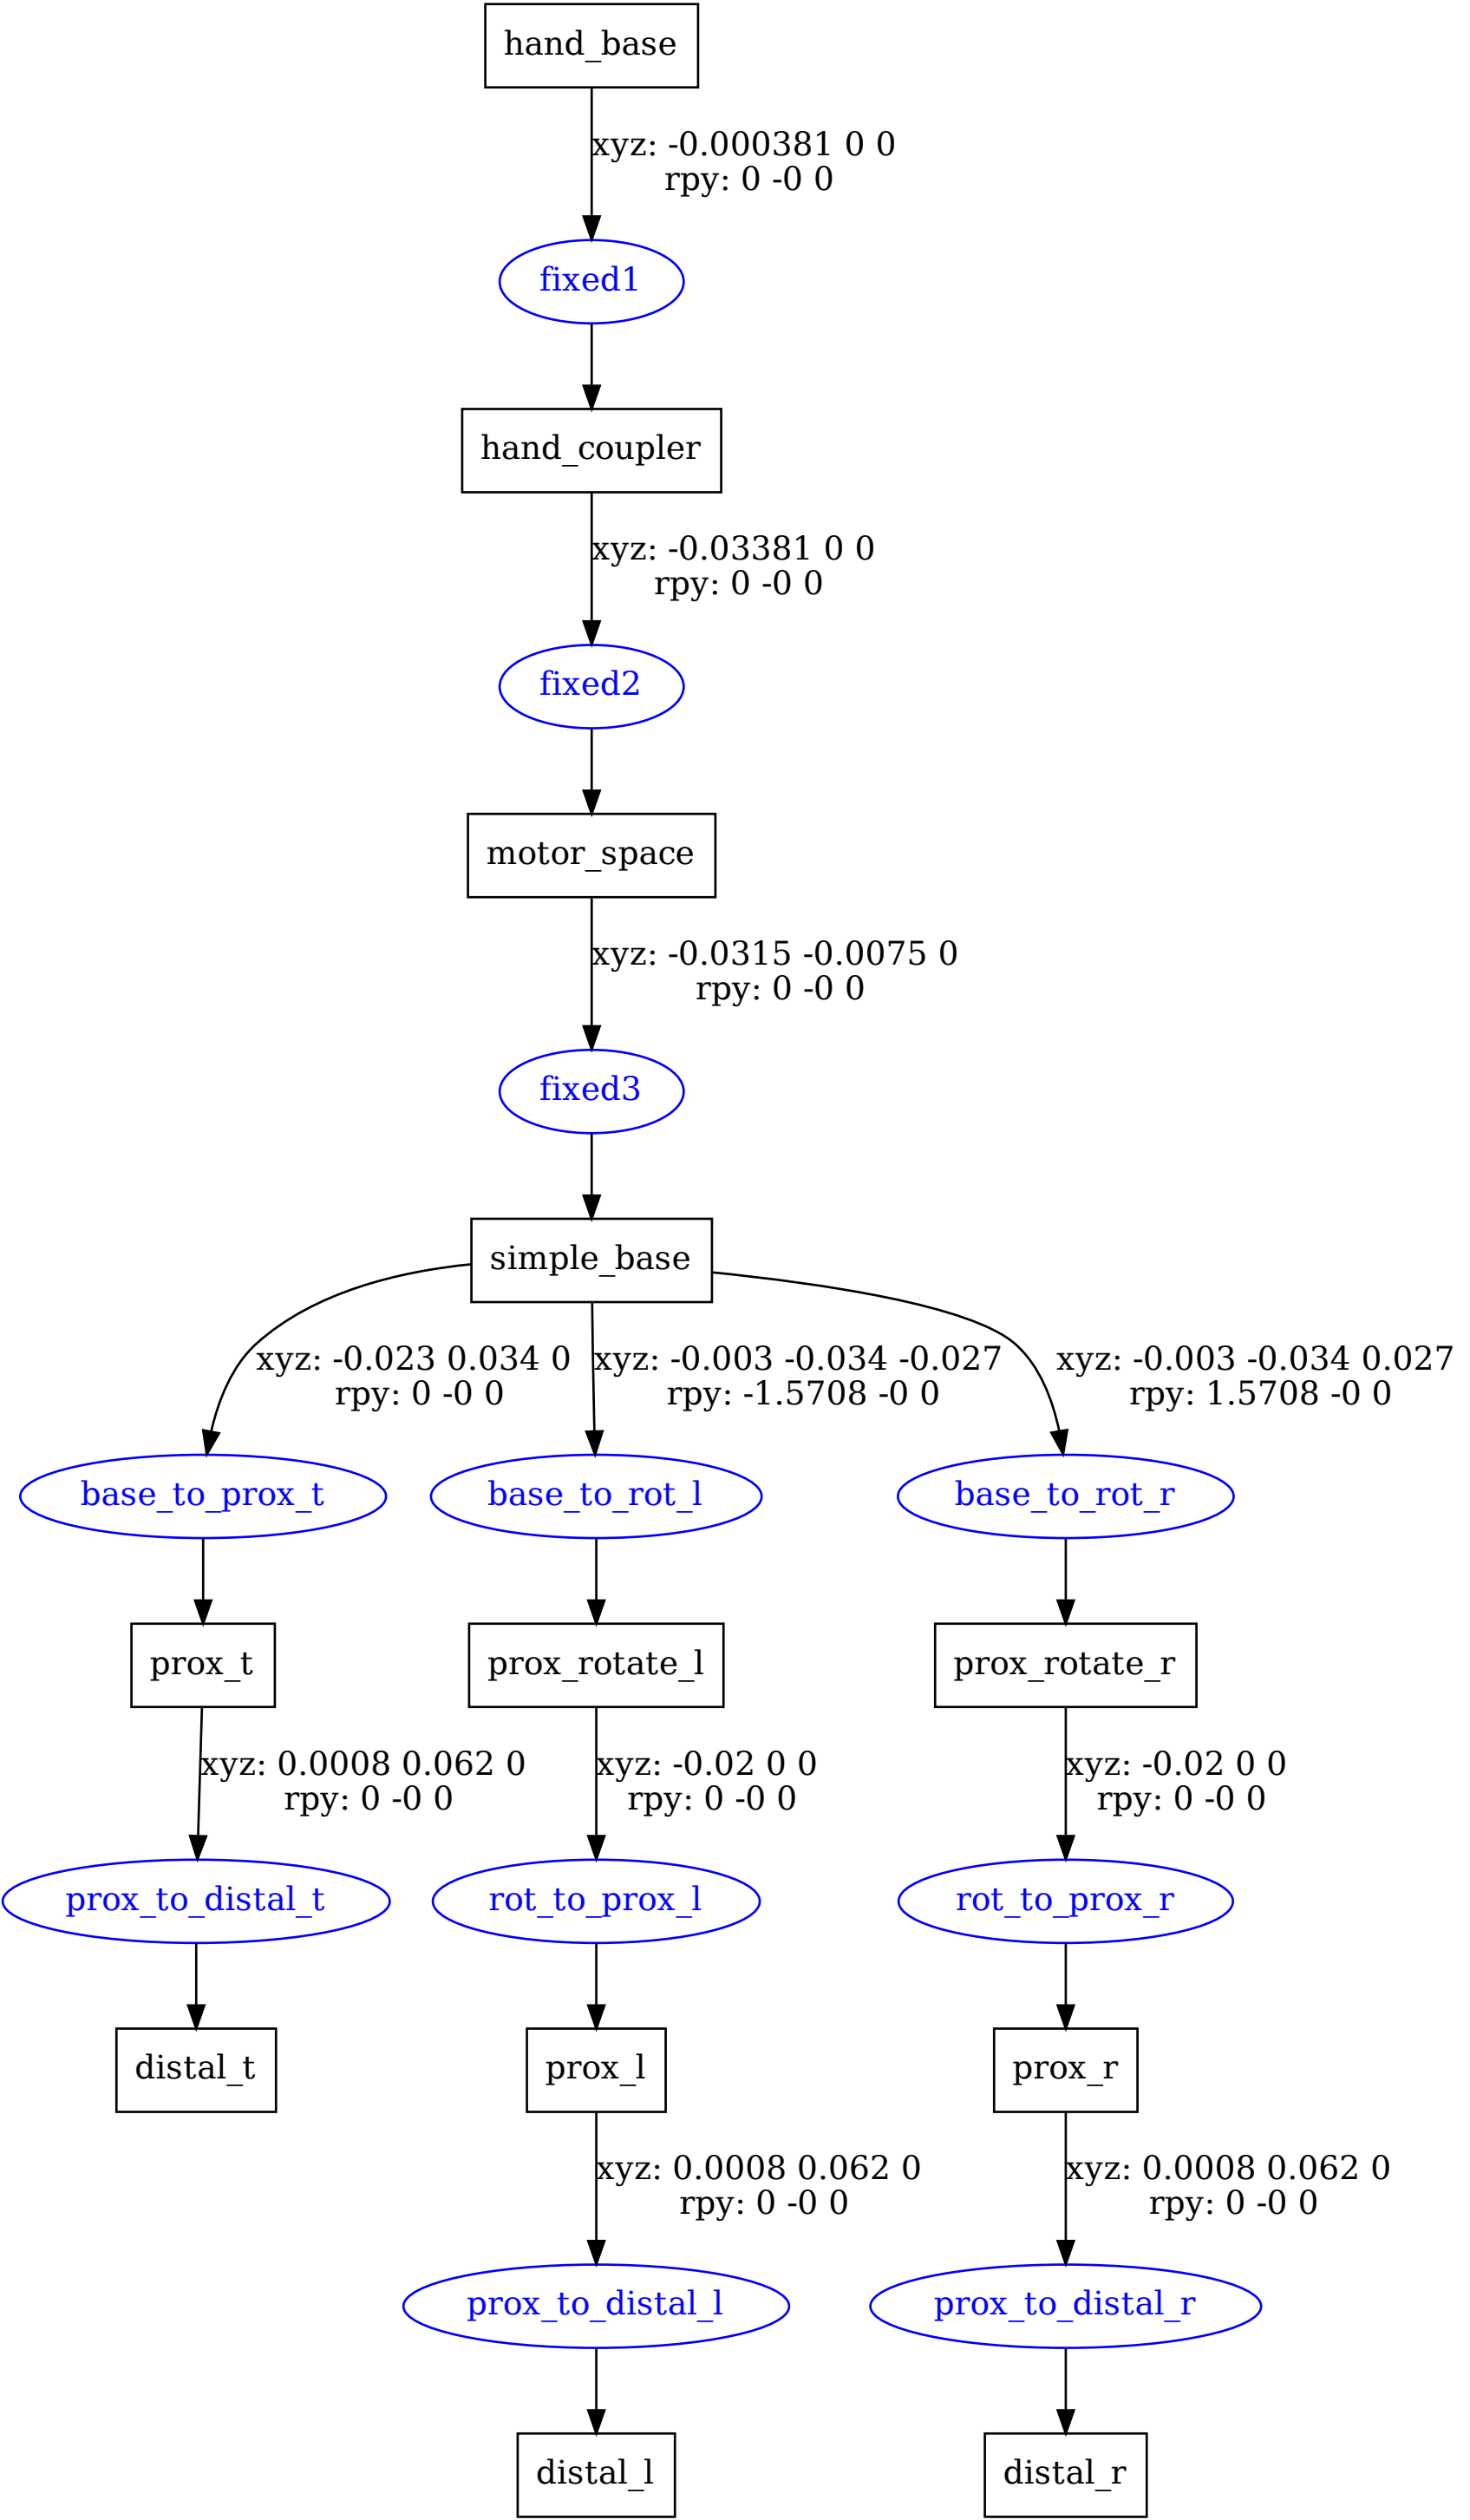 hand_base
xyz: -0.000381 0 0
rpy: 0 -0 0
fixed1
hand_coupler
xyz: -0.03381 0 0
rpy: 0 -0 0
fixed2
motor_space
xyz: -0.0315 -0.0075 0
rpy: 0 -0 0
fixed3
simple_base
xyz: -0.023 0.034 0
rpy: 0 -0 0
xyz: -0.003 -0.034 -0.027
rpy: -1.5708 -0 0
xyz: -0.003 -0.034 0.027
rpy: 1.5708 -0 0
base_to_prox_t
base_to_rot_l
base_to_rot_r
prox_t
prox_rotate_l
prox_rotate_r
xyz: 0.0008 0.062 0
rpy: 0 -0 0
xyz: -0.02 0 0
rpy: 0 -0 0
xyz: -0.02 0 0
rpy: 0 -0 0
prox_to_distal_t
rot_to_prox_l
rot_to_prox_r
distal_t
prox_l
prox_r
xyz: 0.0008 0.062 0
rpy: 0 -0 0
xyz: 0.0008 0.062 0
rpy: 0 -0 0
prox_to_distal_l
prox_to_distal_r
distal_l
distal_r